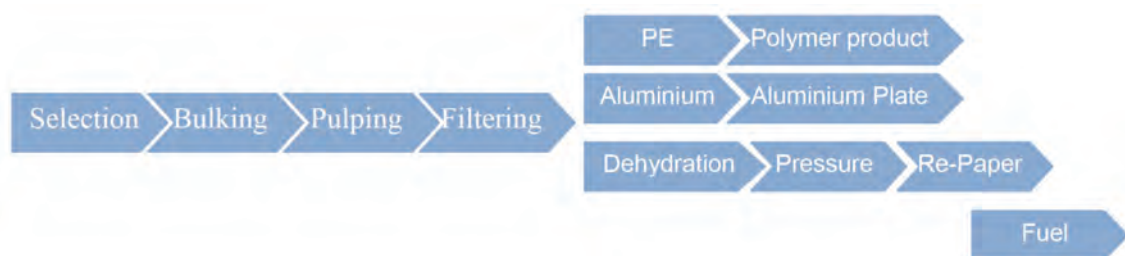 PE Polymer product
Aluminium Aluminium Plate
Selection Bulking Pulping Filtering
Dehydration Pressure Re-Paper
Fuel